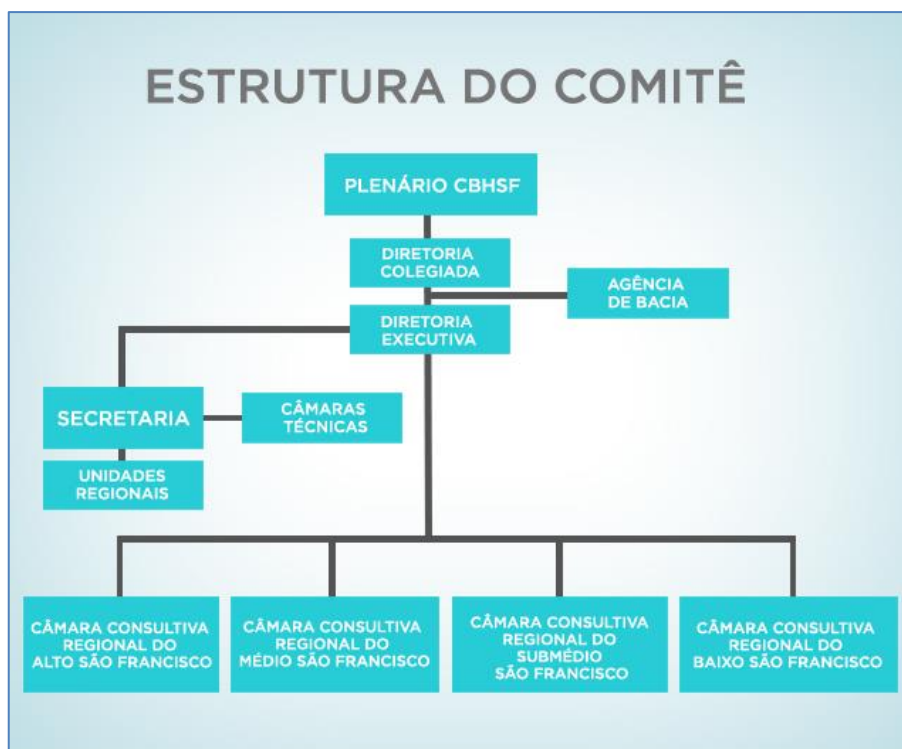 ESTRUTURA DO COMITÊ
PLENÁRIO CBHSF
DIRETORIA
COLEGIADA
AGÊNCIA
DE BACIA
DIRETORIA
EXECUTIVA
SECRETARIA
CÂMARAS
TÉCNICAS
UNIDADES
REGIONAIS
CÂMARA CONSULTIVA
REGIONAL DO
ALTO SÃO FRANCISCO
CÂMARA CONSULTIVA
REGIONAL DO
MÉDIO SÃO FRANCISCO
CÂMARA CONSULTIVA
REGIONAL DO
SUBMÉDIO
SÃO FRANCISCO
CÂMARA CONSULTIVA
REGIONAL DO
BAIXO SÃO FRANCISCO